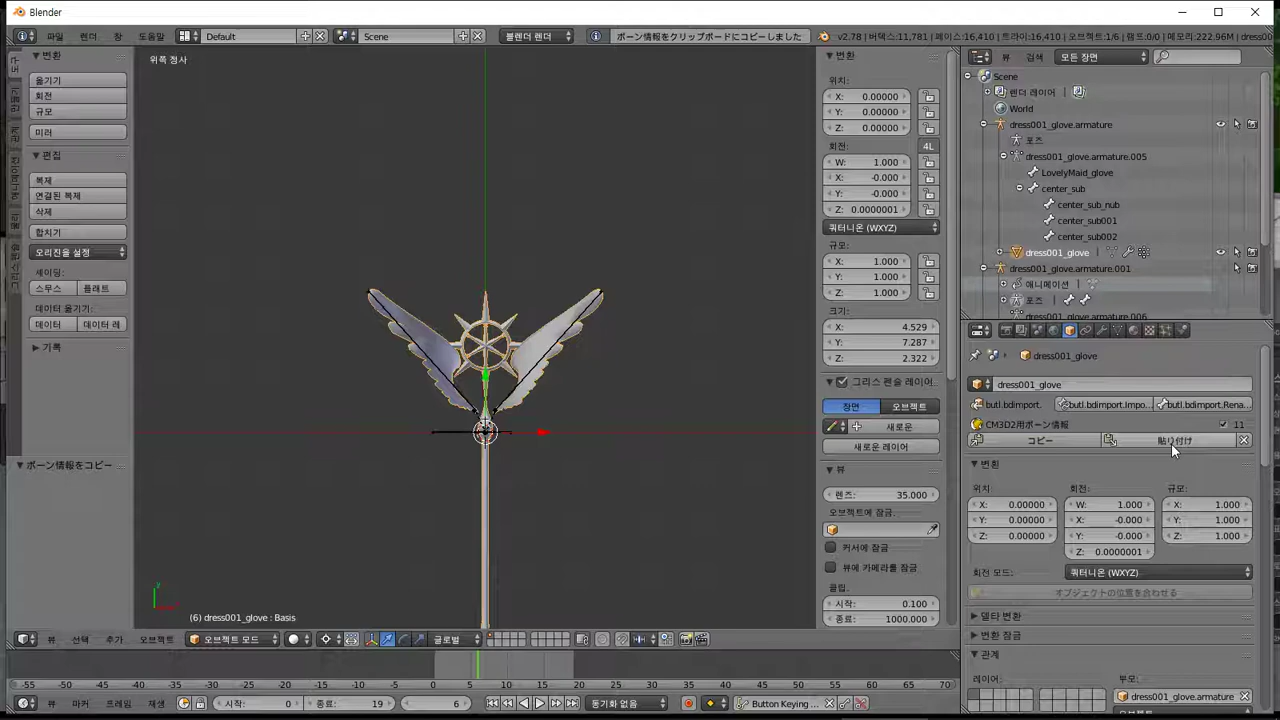 Blender
파일
렌더
창
도움말
Default
Scene
블렌더 렌더
ボーン情報をクリップボードにコピーしました
v2.78 | 버텍스:11,781 | 페이스:16,410 | 트라이:16,410 | 오브젝트:1/6 | 램프:0/0 | 메모리:222.96M | dress00
변환
옮기기
회전
규모
미러
편집
복제
연결된 복제
삭제
합치기
오리진을 설정
셰이딩:
스무스
플래트
데이터 옮기기:
데이터
데이터 레
기록
ボーン情報をコピー
위쪽 정사
(6) dress001_glove : Basis
변환
위치:
X: 0.00000
Y: 0.00000
Z: 0.00000
회전:
4L
W: 1.000
X: -0.000
Y: -0.000
Z: 0.0000001
쿼터니온 (WXYZ)
규모:
X: 1.000
Y: 1.000
Z: 1.000
크기:
X: 4.529
Y: 7.287
Z: 2.322
그리스 펜슬 레이어
장면
오브젝트
새로운
새로운 레이어
뷰
렌즈: 35.000
오브젝트에 잠금:
커서에 잠금
뷰에 카메라를 잠금
클립:
시작: 0.100
종료: 1000.000
뷰
검색
모든 장면
Scene
렌더 레이어
World
dress001_glove.armature
포즈
dress001_glove.armature.005
LovelyMaid_glove
center_sub
center_sub_nub
center_sub001
center_sub002
dress001_glove
dress001_glove.armature.001
애니메이션
포즈
dress001_glove.armature.006
dress001_glove
dress001_glove
butl.bdimport.
butl.bdimport.Impo...
butl.bdimport.Rena...
CM3D2用ボーン情報
11
コピー
貼り付け
변환
위치:
회전:
규모:
X: 0.00000
W: 1.000
X: 1.000
Y: 0.00000
X: -0.000
Y: 1.000
Z: 0.00000
Y: -0.000
Z: 1.000
Z: 0.0000001
회전 모드:
쿼터니온 (WXYZ)
オブジェクトの位置を合わせる
델타 변환
변환 잠금
관계
레이어:
부모:
dress001_glove.armature
뷰
선택
추가
오브젝트
오브젝트 모드
글로벌
-55 -50 -45 -40 -35 -30 -25 -20 -15 -10 -5 0 5 10 15 20 25 30 35 40 45 50 55 60 65 70
뷰
마커
프레임
재생
시작: 0
종료: 19
6
동기화 없음
Button Keying ...